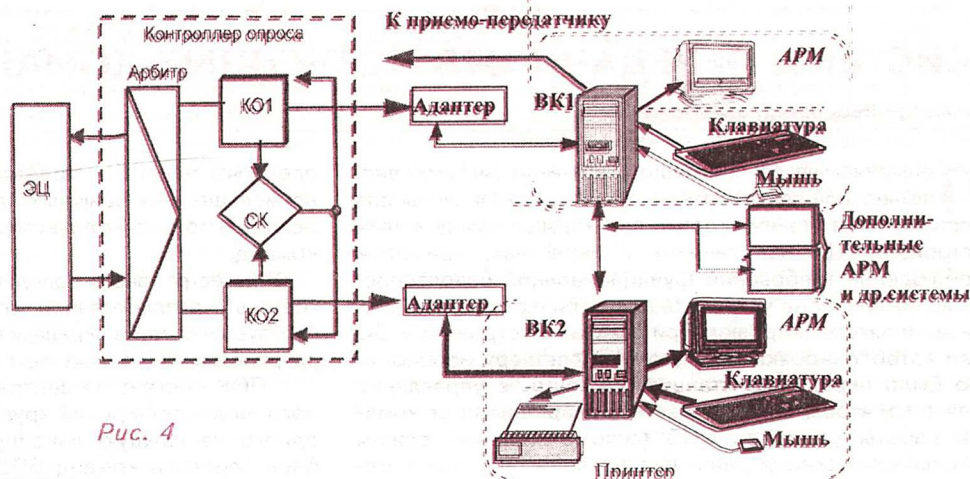 К приемо-передатчику
Контроллер опроса
Арбитр
КО1
ЭЦ
СК
КО2
Адаптер
Адаптер
ВК1
АРМ
Клавиатура
Мышь
Дополни-
тельные
АРМ
и др.системы
ВК2
АРМ
Клавиатура
Мышь
Принтер
Рис. 4